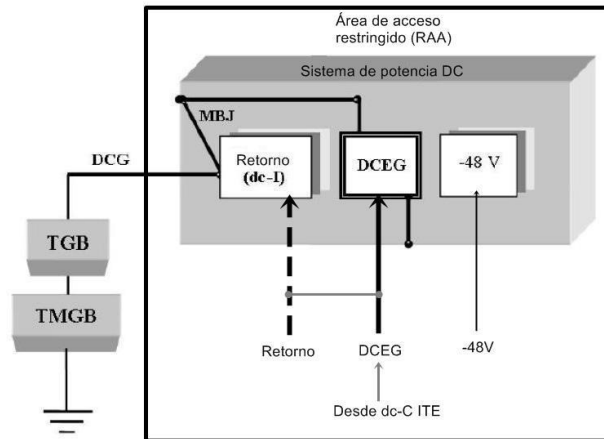 Área de acceso
restringido (RAA)
Sistema de potencia DC
MBJ
DCG
Retorno
(dc-I)
DCEG
-48 V
TGB
TMGB
Retorno
DCEG
-48V
Desde dc-C ITE